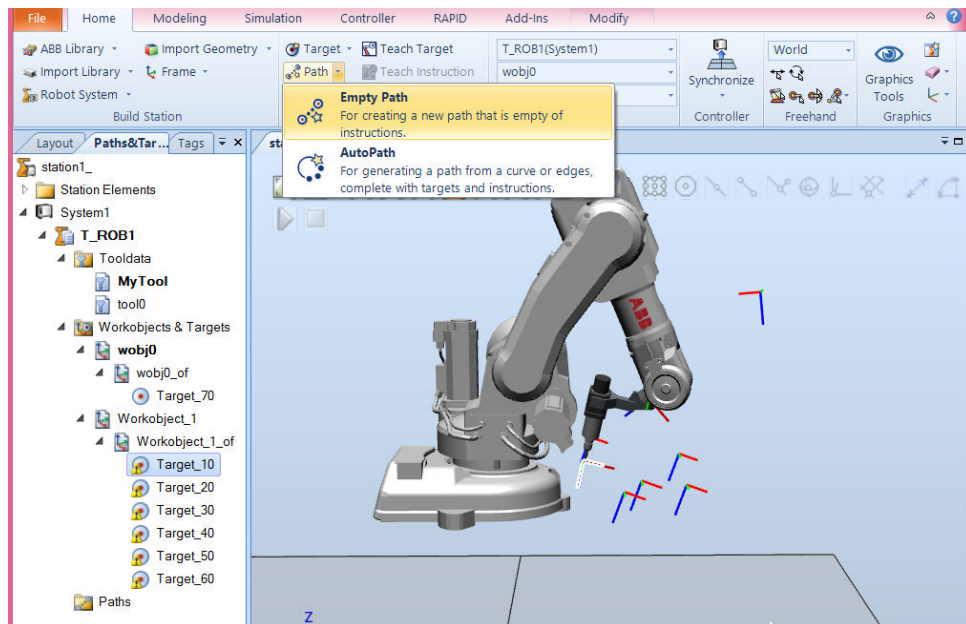 File Home Modeling Simulation Controller RAPID Add-Ins Modify
ABB Library Import Geometry Target Teach Target T_ROB1(System1) World
Import Library Frame Path Teach Instruction wobj0 Synchronize Graphics Tools
Robot System
Build Station Controller Freehand Graphics
Empty Path
For creating a new path that is empty of
instructions.
AutoPath
For generating a path from a curve or edges,
complete with targets and instructions.
Layout Paths&Tar... Tags
station1_
Station Elements
System1
T_ROB1
Tooldata
MyTool
tool0
Workobjects & Targets
wobj0
wobj0_of
Target_70
Workobject_1
Workobject_1_of
Target_10
Target_20
Target_30
Target_40
Target_50
Target_60
Paths
ABB
Z